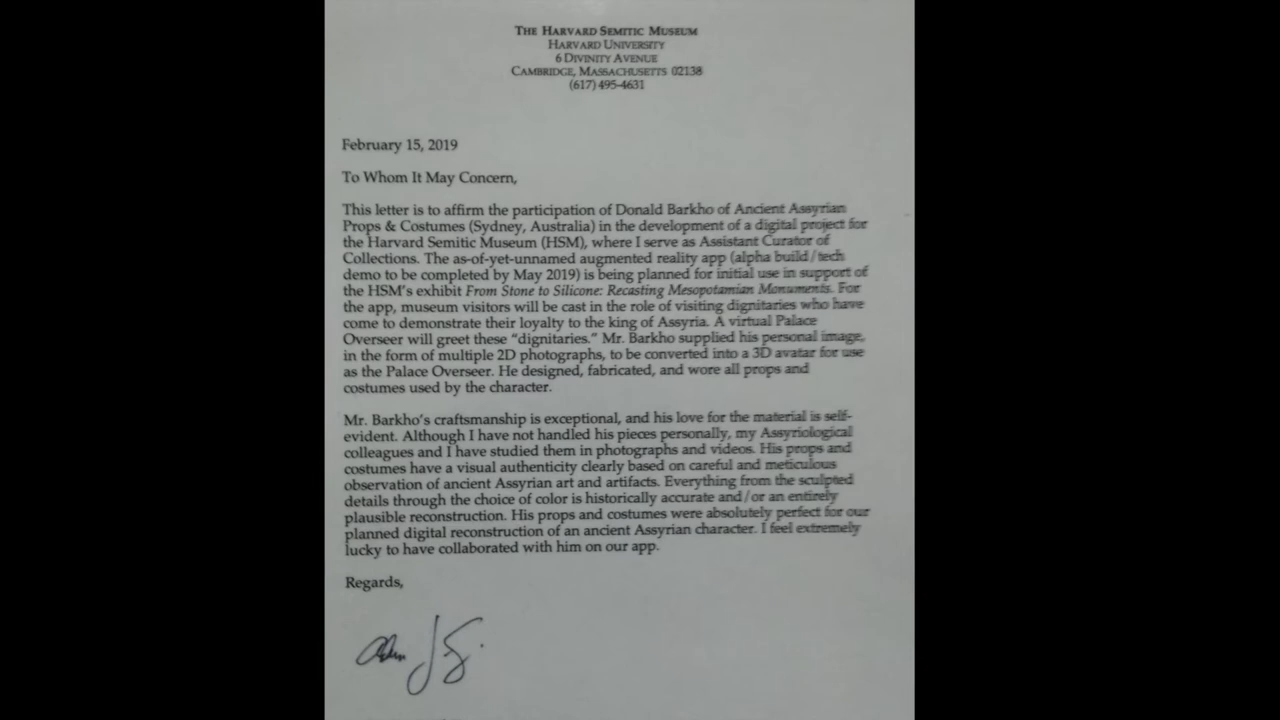 THE HARVARD SEMITIC MUSEUM
HARVARD UNIVERSITY
6 DIVINITY AVENUE
CAMBRIDGE, MASSACHUSETTS 02138
(617) 495-4631
February 15, 2019
To Whom It May Concern,
This letter is to affirm the participation of Donald Barkho of Ancient Assyrian
Props & Costumes (Sydney, Australia) in the development of a digital project for
the Harvard Semitic Museum (HSM), where I serve as Assistant Curator of
Collections. The as-of-yet-unnamed augmented reality app (alpha build/tech
demo to be completed by May 2019) is being planned for initial use in support of
the HSM's exhibit From Stone to Silicone: Recasting Mesopotamian Monuments. For
the app, museum visitors will be cast in the role of visiting dignitaries who have
come to demonstrate their loyalty to the king of Assyria. A virtual Palace
Overseer will greet these "dignitaries." Mr. Barkho supplied his personal image,
in the form of multiple 2D photographs, to be converted into a 3D avatar for use
as the Palace Overseer. He designed, fabricated, and wore all props and
costumes used by the character.
Mr. Barkho's craftsmanship is exceptional, and his love for the material is self-
evident. Although I have not handled his pieces personally, my Assyriological
colleagues and I have studied them in photographs and videos. His props and
costumes have a visual authenticity clearly based on careful and meticulous
observation of ancient Assyrian art and artifacts. Everything from the sculpted
details through the choice of color is historically accurate and/or an entirely
plausible reconstruction. His props and costumes were absolutely perfect for our
planned digital reconstruction of an ancient Assyrian character. I feel extremely
lucky to have collaborated with him on our app.
Regards,